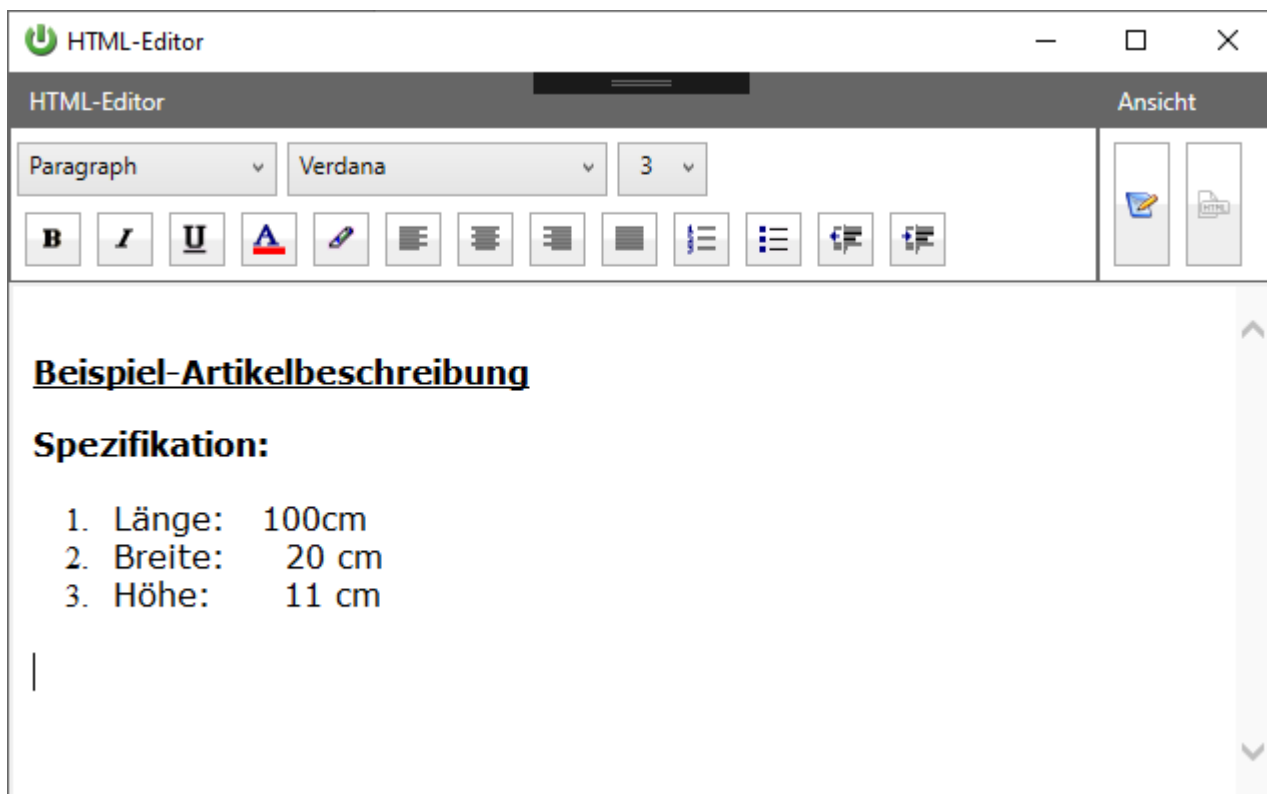 HTML-Editor
HTML-Editor Ansicht
Paragraph Verdana 3
B I U A HTML
Beispiel-Artikelbeschreibung
Spezifikation:
1. Länge: 100cm
2. Breite: 20 cm
3. Höhe: 11 cm